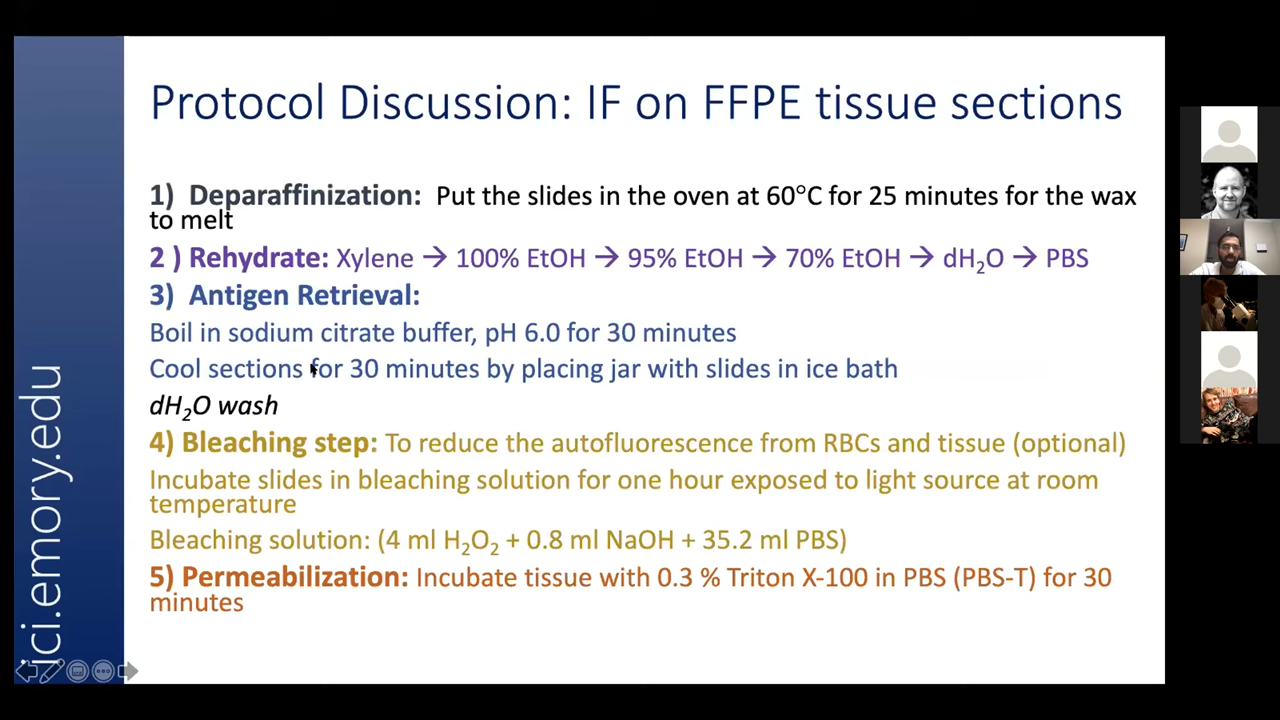 Protocol Discussion: IF on FFPE tissue sections
1) Deparaffinization: Put the slides in the oven at 60°C for 25 minutes for the wax
to melt
2 ) Rehydrate: Xylene → 100% EtOH → 95% EtOH → 70% EtOH → dH₂O → PBS
3) Antigen Retrieval:
Boil in sodium citrate buffer, pH 6.0 for 30 minutes
Cool sections for 30 minutes by placing jar with slides in ice bath
dH₂O wash
4) Bleaching step: To reduce the autofluorescence from RBCs and tissue (optional)
Incubate slides in bleaching solution for one hour exposed to light source at room
temperature
Bleaching solution: (4 ml H₂O₂ + 0.8 ml NaOH + 35.2 ml PBS)
5) Permeabilization: Incubate tissue with 0.3 % Triton X-100 in PBS (PBS-T) for 30
minutes
ici.emory.edu